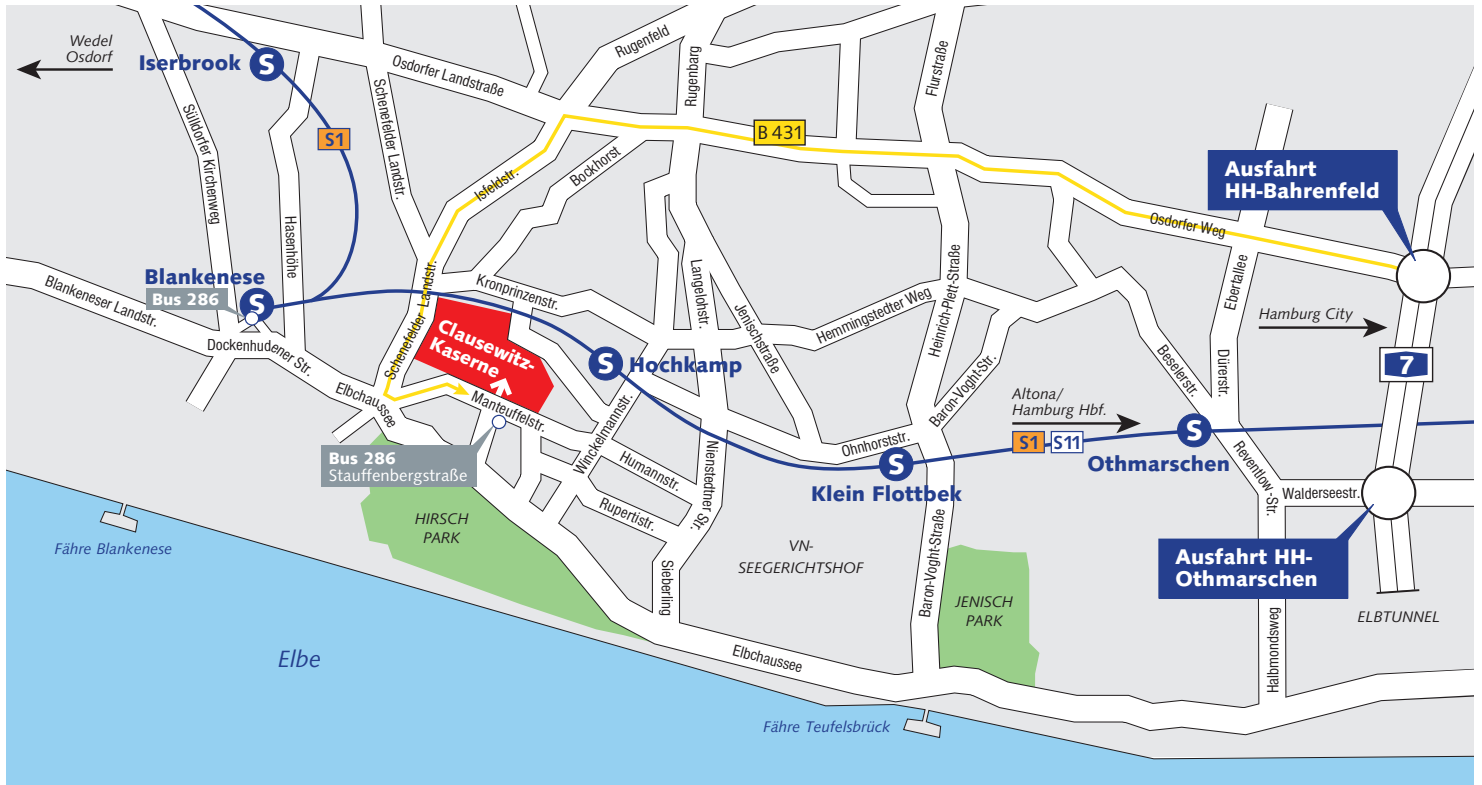 Wedel
Osdorf
Iserbrook
S
Osdorfer Landstraße
Rugenfeld
Rugenbarg
Flurstraße
Sülldorfer Kirchenweg
S1
Schenefelder Landstr.
B 431
Bockhorst
Isfeldstr.
Ausfahrt
HH-Bahrenfeld
Hasenhöhe
Osdorfer Weg
Blankenese
Bus 286
S
Blankeneser Landstr.
Dockenhudener Str.
Schenefelder Landstr.
Kronprinzenstr.
Langelohstr.
Jenischstraße
Hemmingstedter Weg
Heinrich-Plett-Straße
Ebertallee
Hamburg City
7
Clausewitz-
Kaserne
S
Hochkamp
Elbchaussee
Manteuffelstr.
Winckelmannstr.
Baron-Voght-Str.
Beselerstr.
Dürerstr.
Altona/
Hamburg Hbf.
S1
S11
S
Othmarschen
Bus 286
Stauffenbergstraße
Humannstr.
Nienstedtner Str.
Ohnhorststr.
S
Klein Flottbek
Reventlow-Str.
Walderseestr.
Rupertistr.
HIRSCH
PARK
VN-
SEEGERICHTSHOF
Baron-Voght-Straße
Ausfahrt HH-
Othmarschen
Fähre Blankenese
Sieberling
JENISCH
PARK
ELBTUNNEL
Elbe
Elbchaussee
Halbmondsweg
Fähre Teufelsbrück